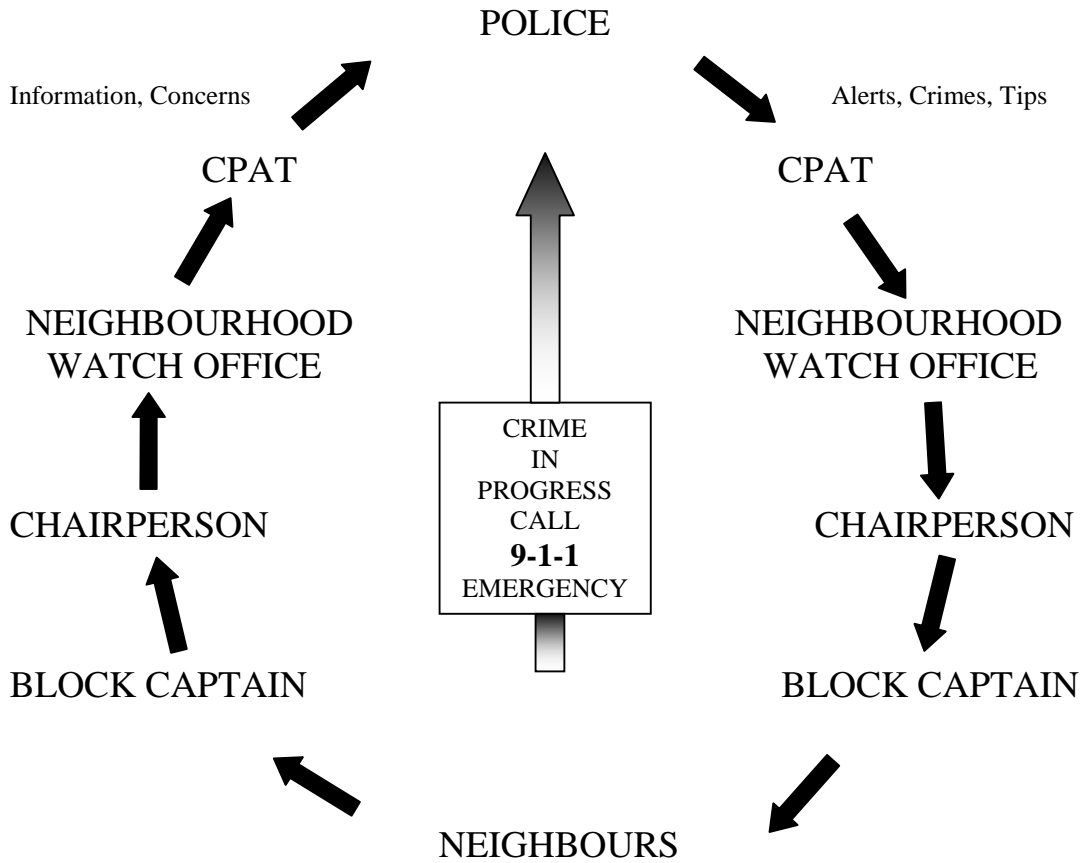 POLICE
Information, Concerns
Alerts, Crimes, Tips
CPAT
CPAT
NEIGHBOURHOOD
WATCH OFFICE
NEIGHBOURHOOD
WATCH OFFICE
CRIME
IN
PROGRESS
CALL
9-1-1
EMERGENCY
CHAIRPERSON
CHAIRPERSON
BLOCK CAPTAIN
BLOCK CAPTAIN
NEIGHBOURS